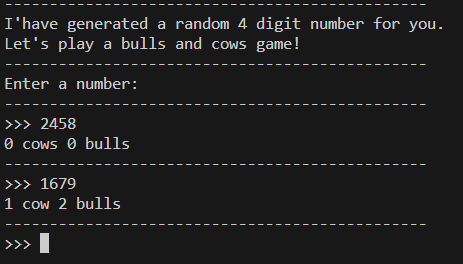 -----------------------------------------------
I'have generated a random 4 digit number for you.
Let's play a bulls and cows game!
-----------------------------------------------
Enter a number:
-----------------------------------------------
>>> 2458
0 cows 0 bulls
-----------------------------------------------
>>> 1679
1 cow 2 bulls
-----------------------------------------------
>>>